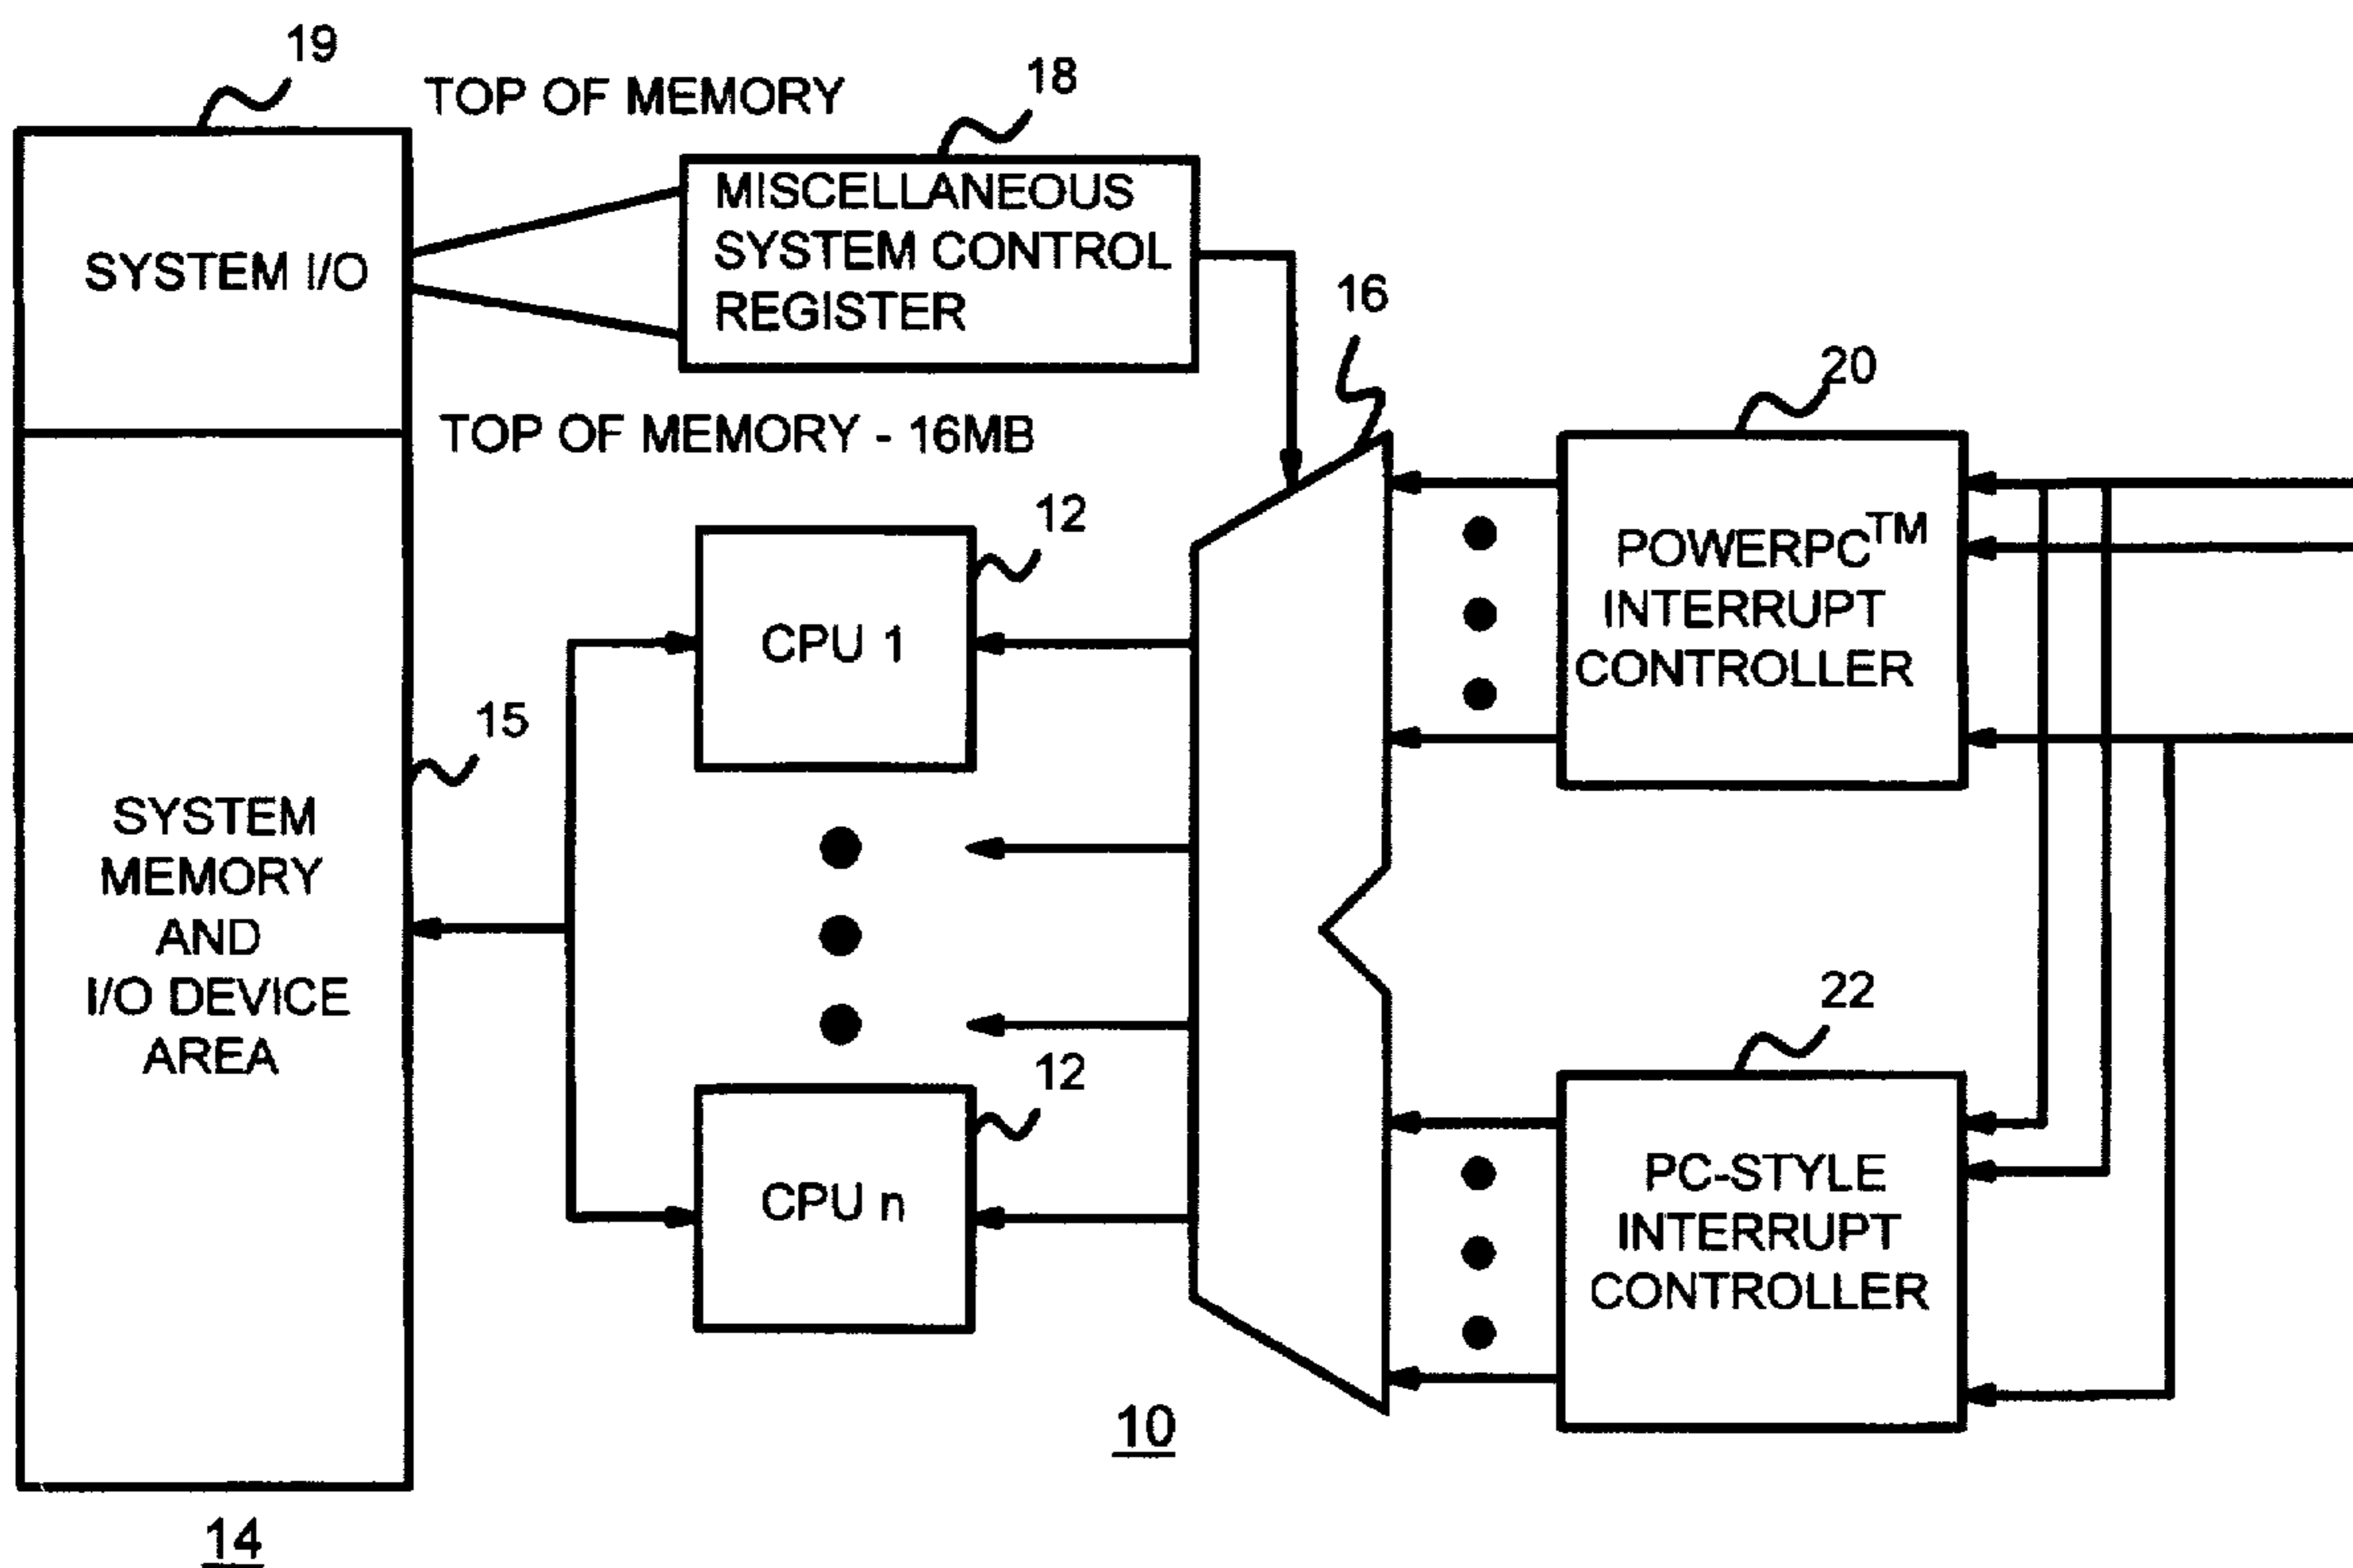 19
TOP OF MEMORY
18
MISCELLANEOUS
SYSTEM CONTROL
REGISTER
SYSTEM I/O
16
20
TOP OF MEMORY - 16MB
12
POWERPC™
INTERRUPT
CONTROLLER
CPU 1
15
SYSTEM
MEMORY
AND
I/O DEVICE
AREA
22
12
CPU n
PC-STYLE
INTERRUPT
CONTROLLER
10
14